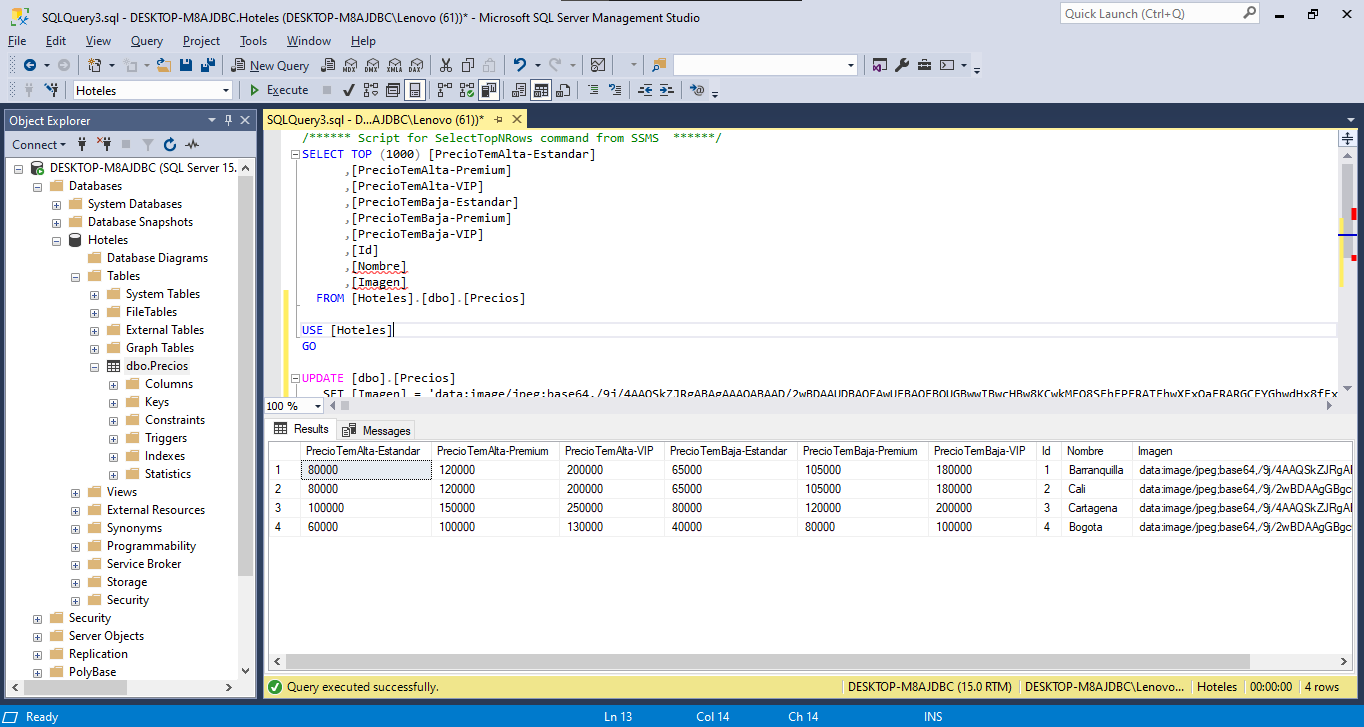 SQLQuery3.sql - DESKTOP-M8AJDBC.Hoteles (DESKTOP-M8AJDBC\Lenovo (61))* - Microsoft SQL Server Management Studio
Quick Launch (Ctrl+Q)
File Edit View Query Project Tools Window Help
New Query MDX DMX XMLA DAX
Hoteles Execute
Object Explorer
Connect
DESKTOP-M8AJDBC (SQL Server 15.
Databases
System Databases
Database Snapshots
Hoteles
Database Diagrams
Tables
System Tables
FileTables
External Tables
Graph Tables
dbo.Precios
Columns
Keys
Constraints
Triggers
Indexes
Statistics
Views
External Resources
Synonyms
Programmability
Service Broker
Storage
Security
Security
Server Objects
Replication
PolyBase
SQLQuery3.sql - D...AJDBC\Lenovo (61))*
/****** Script for SelectTopNRows command from SSMS ******/
SELECT TOP (1000) [PrecioTemAlta-Estandar]
,[PrecioTemAlta-Premium]
,[PrecioTemAlta-VIP]
,[PrecioTemBaja-Estandar]
,[PrecioTemBaja-Premium]
,[PrecioTemBaja-VIP]
,[Id]
,[Nombre]
,[Imagen]
FROM [Hoteles].[dbo].[Precios]
USE [Hoteles]
GO
UPDATE [dbo].[Precios]
SET [Imagen] = 'data:image/jpeg;base64,
100 %
Results Messages
PrecioTemAlta-Estandar PrecioTemAlta-Premium PrecioTemAlta-VIP PrecioTemBaja-Estandar PrecioTemBaja-Premium PrecioTemBaja-VIP Id Nombre Imagen
1 80000 120000 200000 65000 105000 180000 1 Barranquilla data:image/jpeg;base64,/9j/4AAQSkZJRgAI
2 80000 120000 200000 65000 105000 180000 2 Cali data:image/jpeg;base64,/9j/2wBDAAgGBgc
3 100000 150000 250000 80000 120000 200000 3 Cartagena data:image/jpeg;base64,/9j/4AAQSkZJRgAI
4 60000 100000 130000 40000 80000 100000 4 Bogota data:image/jpeg;base64,/9j/2wBDAAgGBgc
Query executed successfully. DESKTOP-M8AJDBC (15.0 RTM) DESKTOP-M8AJDBC\Lenovo... Hoteles 00:00:00 4 rows
Ready Ln 13 Col 14 Ch 14 INS